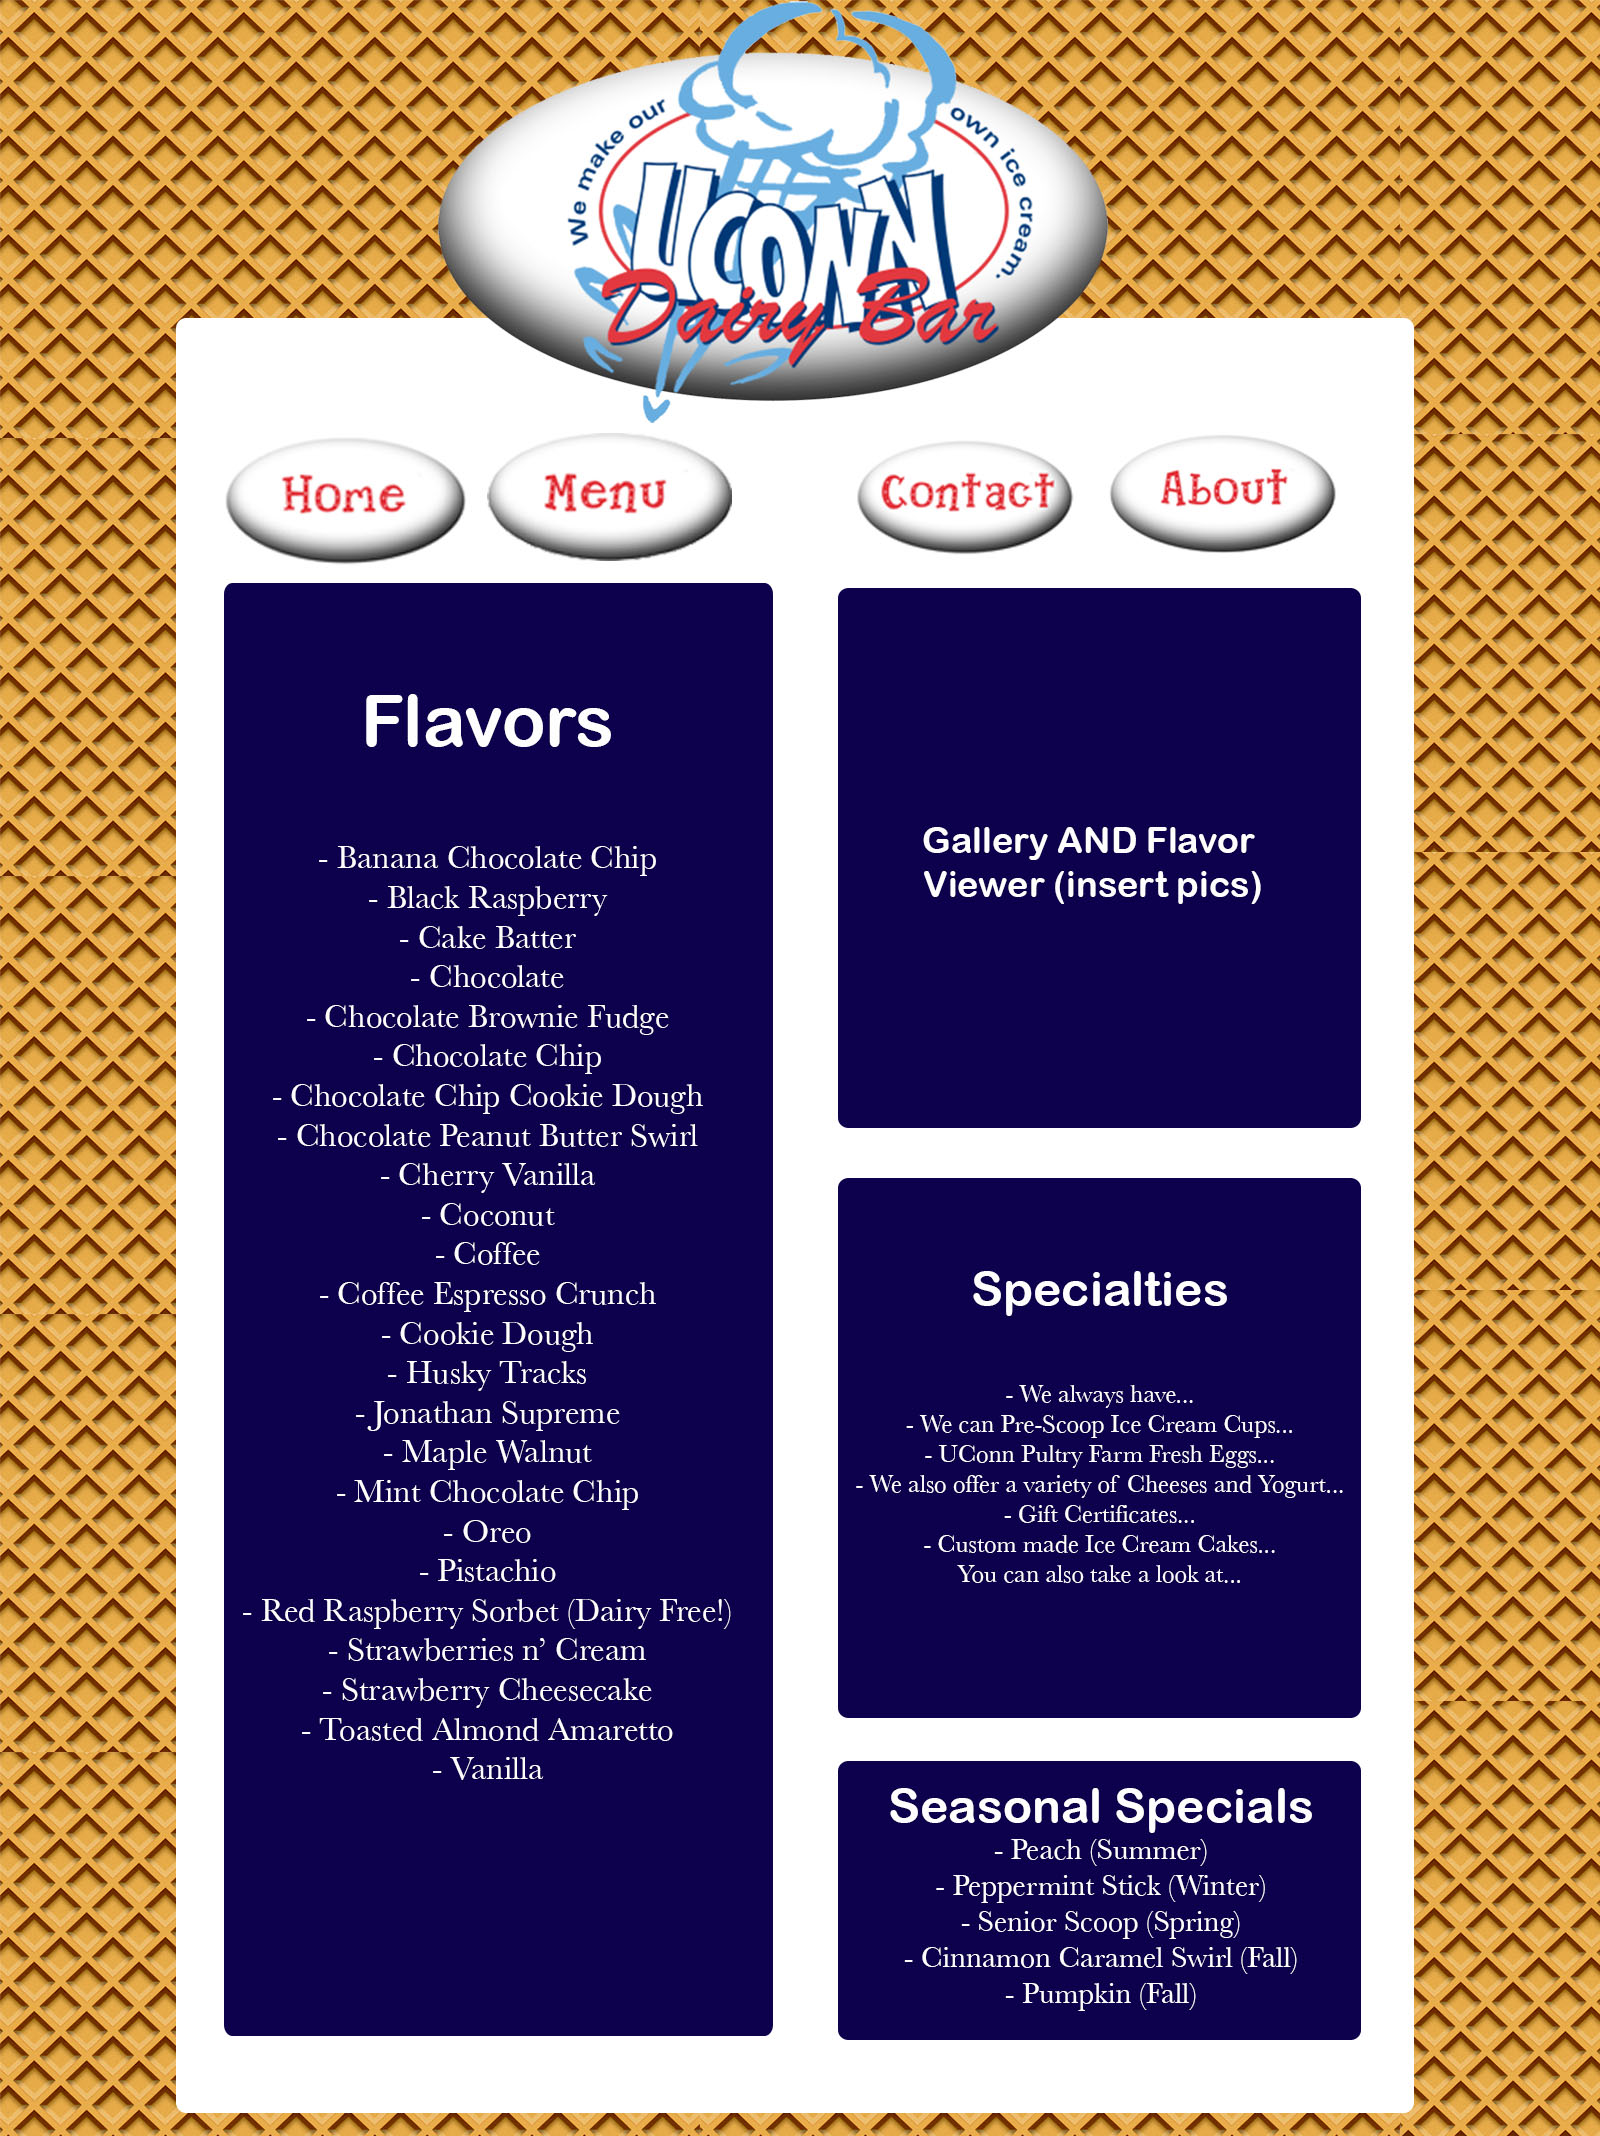 We make our own ice cream.
UCONN
Dairy Bar
Home
Menu
Contact
About
Flavors
- Banana Chocolate Chip
- Black Raspberry
- Cake Batter
- Chocolate
- Chocolate Brownie Fudge
- Chocolate Chip
- Chocolate Chip Cookie Dough
- Chocolate Peanut Butter Swirl
- Cherry Vanilla
- Coconut
- Coffee
- Coffee Espresso Crunch
- Cookie Dough
- Husky Tracks
- Jonathan Supreme
- Maple Walnut
- Mint Chocolate Chip
- Oreo
- Pistachio
- Red Raspberry Sorbet (Dairy Free!)
- Strawberries n’ Cream
- Strawberry Cheesecake
- Toasted Almond Amaretto
- Vanilla
Gallery AND Flavor
Viewer (insert pics)
Specialties
- We always have...
- We can Pre-Scoop Ice Cream Cups...
- UConn Pultry Farm Fresh Eggs...
- We also offer a variety of Cheeses and Yogurt...
- Gift Certificates...
- Custom made Ice Cream Cakes...
You can also take a look at...
Seasonal Specials
- Peach (Summer)
- Peppermint Stick (Winter)
- Senior Scoop (Spring)
- Cinnamon Caramel Swirl (Fall)
- Pumpkin (Fall)